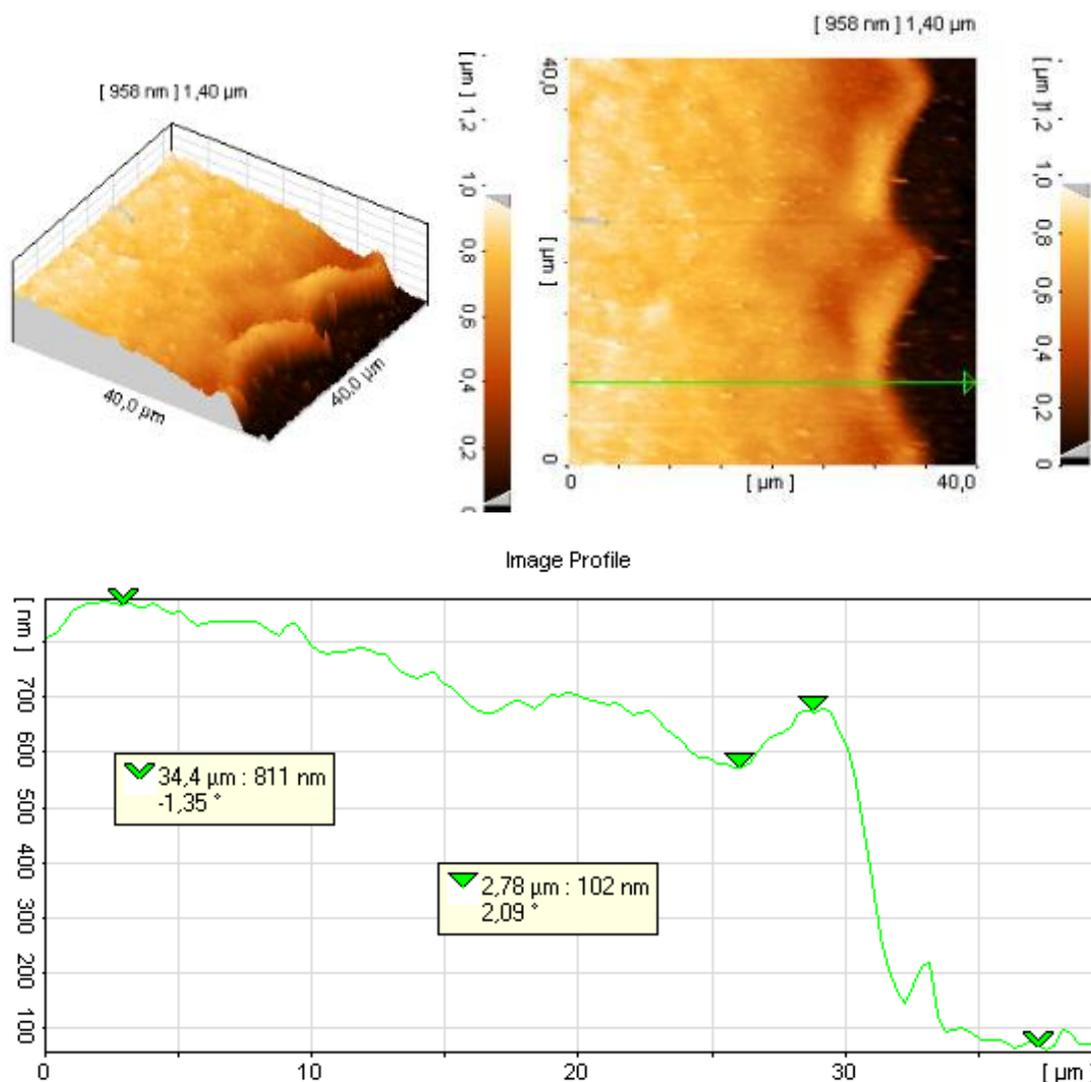 [ 958 nm ] 1,40 µm
[ µm ]
1,2
1,0
0,8
0,6
0,4
0,2
0
40,0 µm
40,0 µm
[ 958 nm ] 1,40 µm
40,0
[ µm ]
0
0
[ µm ]
40,0
[ µm ]
1,2
1,0
0,8
0,6
0,4
0,2
0
Image Profile
[ nm ]
700
600
500
400
300
200
100
34,4 µm : 811 nm
-1,35 °
2,78 µm : 102 nm
2,09 °
0
10
20
30
[ µm